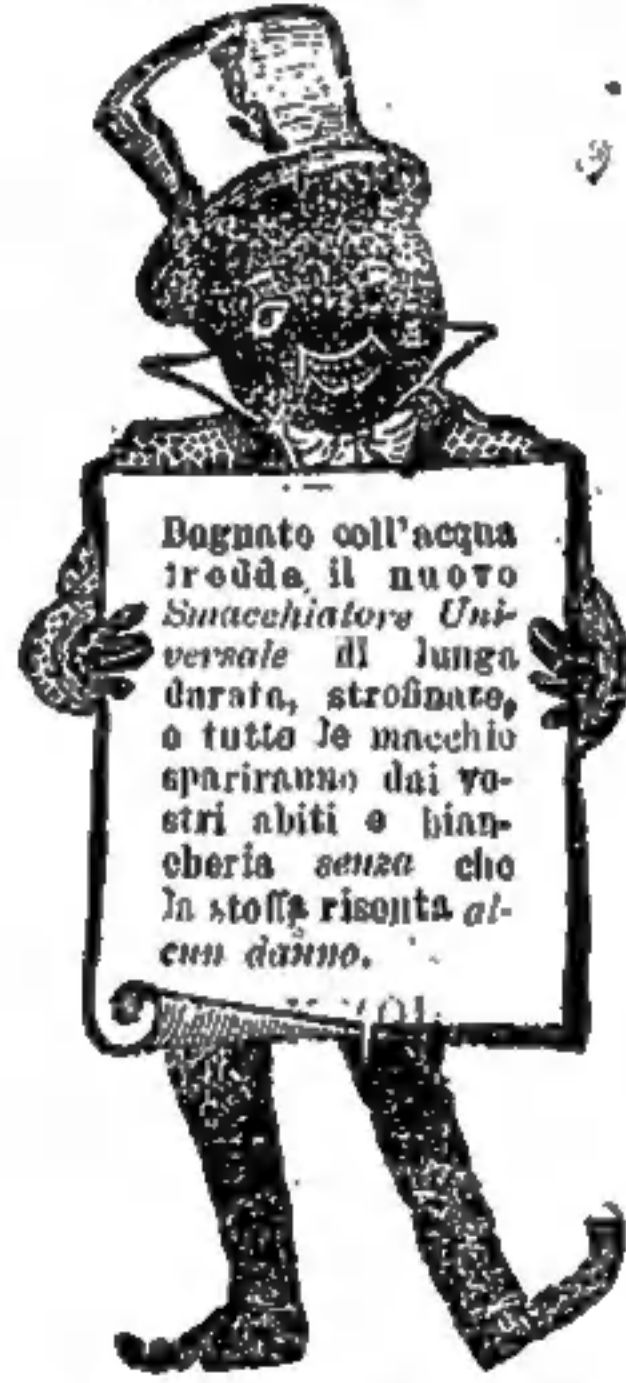 Bagnate coll'acqua
fredda il nuovo
Smacchiatore Uni-
versale di lunga
durata, strofinate,
e tutte le macchie
spariranno dai vo-
stri abiti e bian-
cheria senza che
la stoffa risenta al-
cun danno.